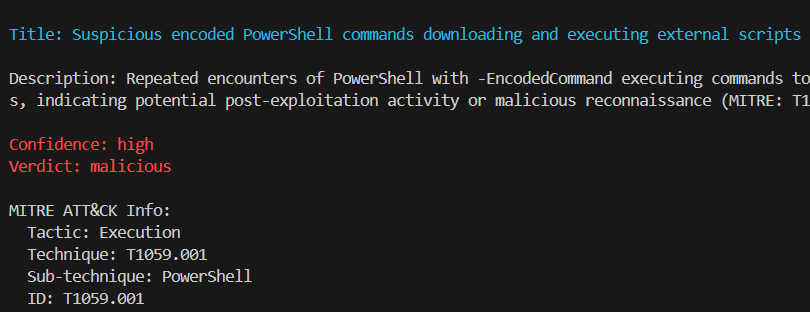 Title: Suspicious encoded PowerShell commands downloading and executing external scripts
Description: Repeated encounters of PowerShell with -EncodedCommand executing commands to
s, indicating potential post-exploitation activity or malicious reconnaissance (MITRE: T1
Confidence: high
Verdict: malicious
MITRE ATT&CK Info:
Tactic: Execution
Technique: T1059.001
Sub-technique: PowerShell
ID: T1059.001